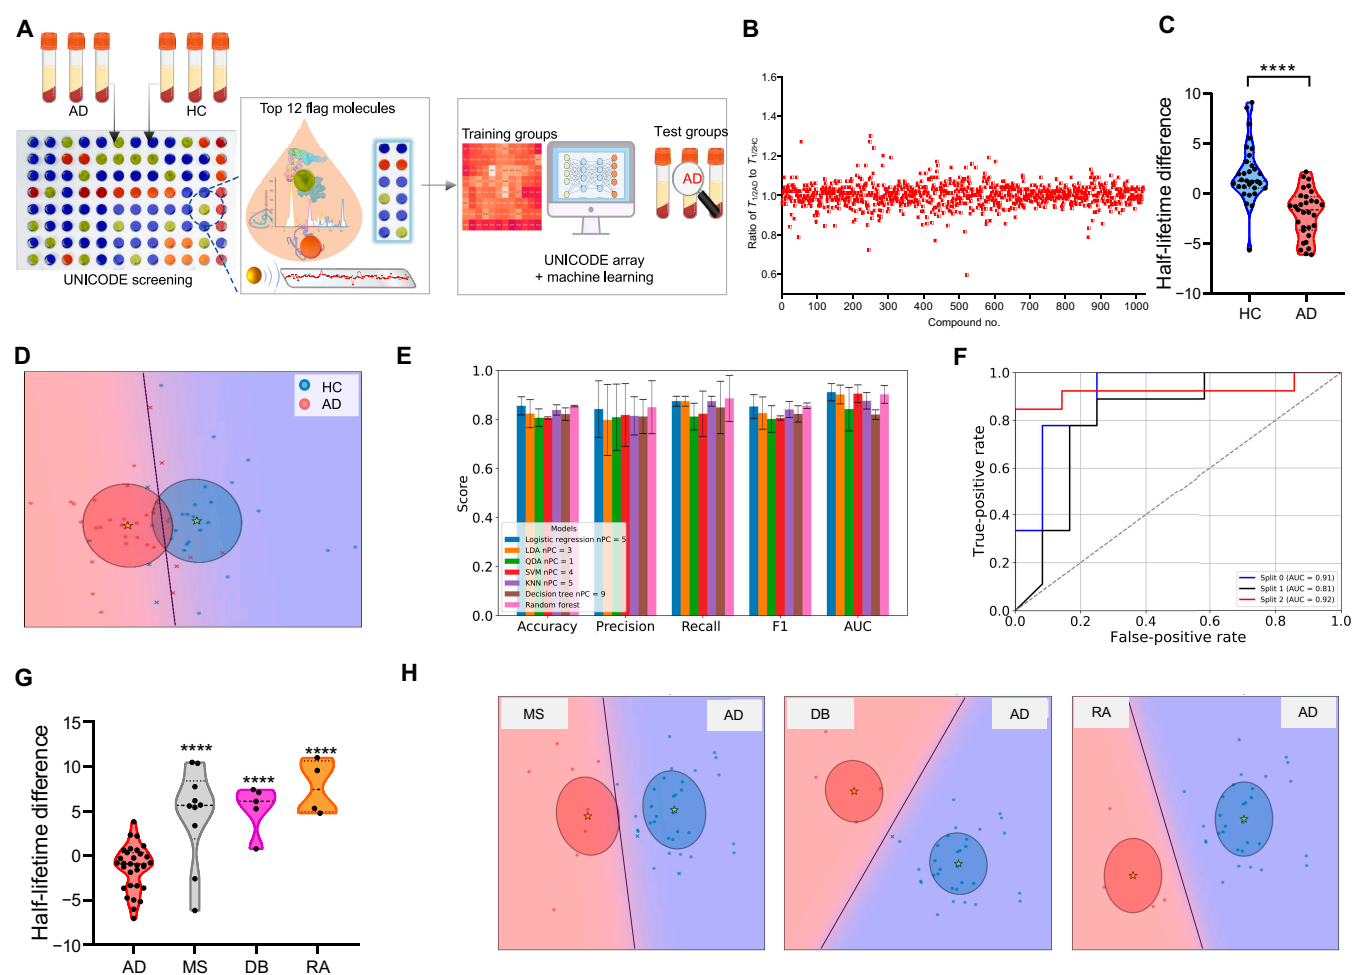 A
AD
HC
UNICODE screening
Top 12 flag molecules
Training groups
Test groups
AD
UNICODE array
+ machine learning
B
Ratio of T1/2AD to T1/2HC
1.6
1.4
1.2
1.0
0.8
0.6
0 100 200 300 400 500 600 700 800 900 1000
Compound no.
C
****
Half-lifetime difference
10
5
0
−5
−10
HC AD
D
HC
AD
E
Score
1.0
0.8
0.6
0.4
0.2
0.0
Models
Logistic regression nPC = 5
LDA nPC = 3
QDA nPC = 1
SVM nPC = 4
KNN nPC = 5
Decision tree nPC = 9
Random forest
Accuracy Precision Recall F1 AUC
F
True-positive rate
1.0
0.8
0.6
0.4
0.2
0.0
Split 0 (AUC = 0.91)
Split 1 (AUC = 0.81)
Split 2 (AUC = 0.92)
0.0 0.2 0.4 0.6 0.8 1.0
False-positive rate
G
Half-lifetime difference
15
10
5
0
−5
−10
**** **** ****
AD MS DB RA
H
MS AD
DB AD
RA AD